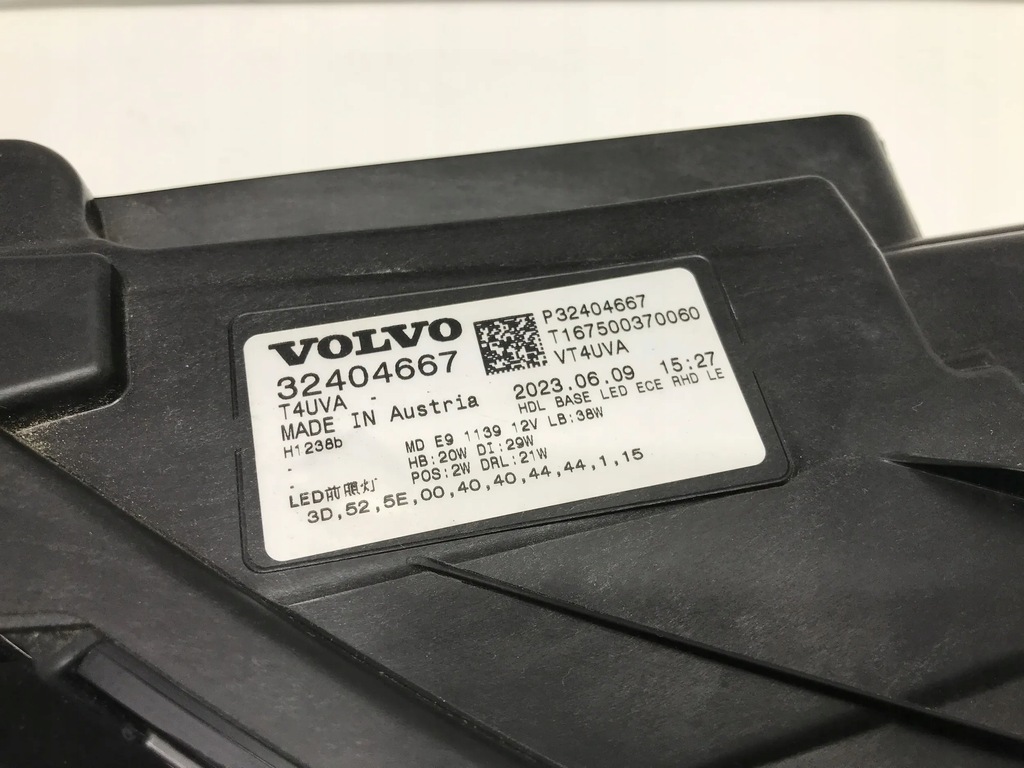 VOLVO
32404667
T4UVA -
MADE IN Austria
H1238b
-
-
P32404667
T167500370060
VT4UVA
2023.06.09 15:27
HDL BASE LED ECE RHD LE
MD E9 1139 12V LB:38W
HB:20W DI:29W
POS:2W DRL:21W
LED前照灯
3D,52,5E,00,40,40,44,44,1,15